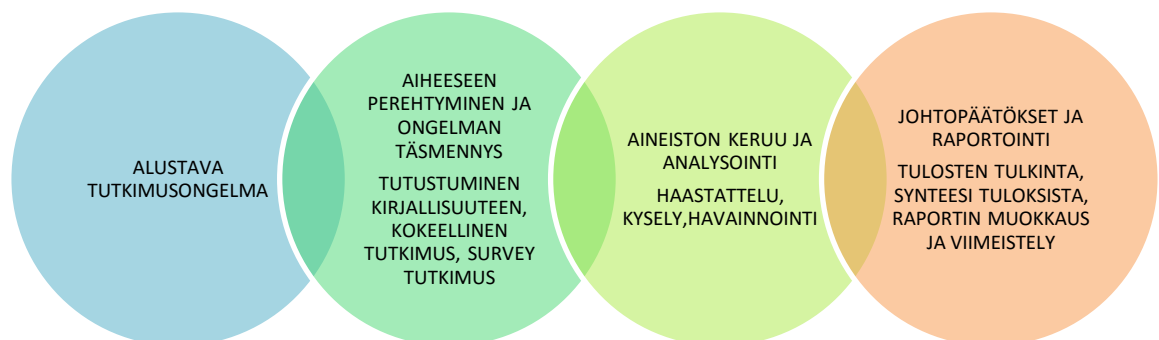 ALUSTAVA
TUTKIMUSONGELMA
AIHEESEEN
PEREHTYMINEN JA
ONGELMAN
TÄSMENNYS
TUTUSTUMINEN
KIRJALLISUUTEEN,
KOKEELLINEN
TUTKIMUS, SURVEY
TUTKIMUS
AINEISTON KERUU JA
ANALYSOINTI
HAASTATTELU,
KYSELY,HAVAINNOINTI
JOHTOPÄÄTÖKSET JA
RAPORTOINTI
TULOSTEN TULKINTA,
SYNTEESI TULOKSISTA,
RAPORTIN MUOKKAUS
JA VIIMEISTELY